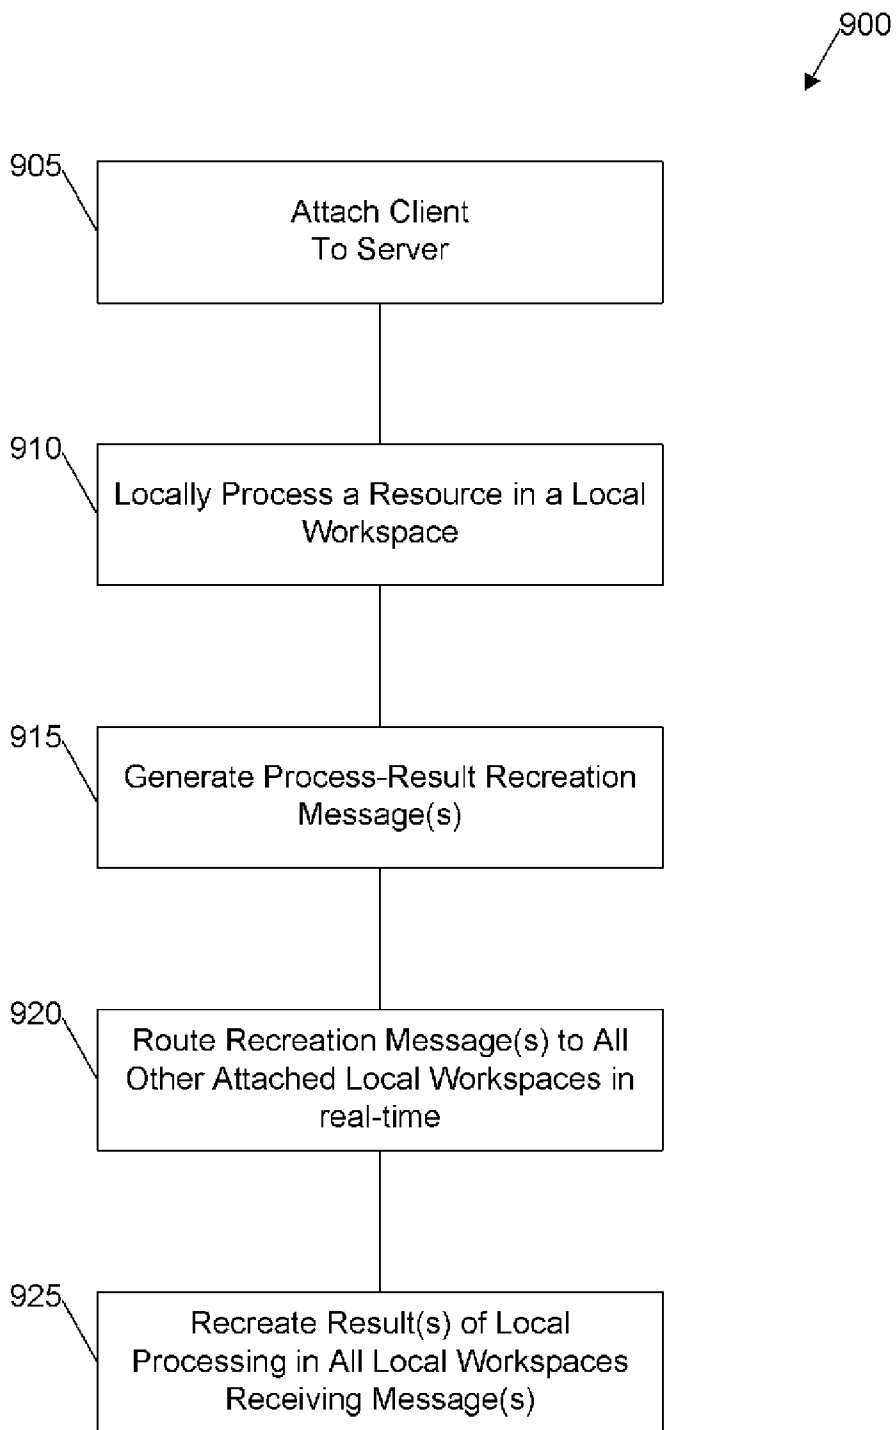 900
905
Attach Client
To Server
910
Locally Process a Resource in a Local
Workspace
915
Generate Process-Result Recreation
Message(s)
920
Route Recreation Message(s) to All
Other Attached Local Workspaces in
real-time
925
Recreate Result(s) of Local
Processing in All Local Workspaces
Receiving Message(s)